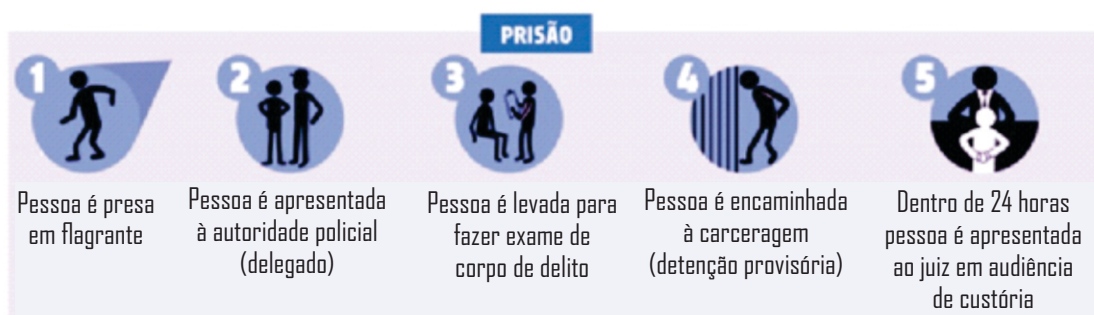 PRISÃO
1
Pessoa é presa
em flagrante
2
Pessoa é apresentada
à autoridade policial
(delegado)
3
Pessoa é levada para
fazer exame de
corpo de delito
4
Pessoa é encaminhada
à carceragem
(detenção provisória)
5
Dentro de 24 horas
pessoa é apresentada
ao juiz em audiência
de custória